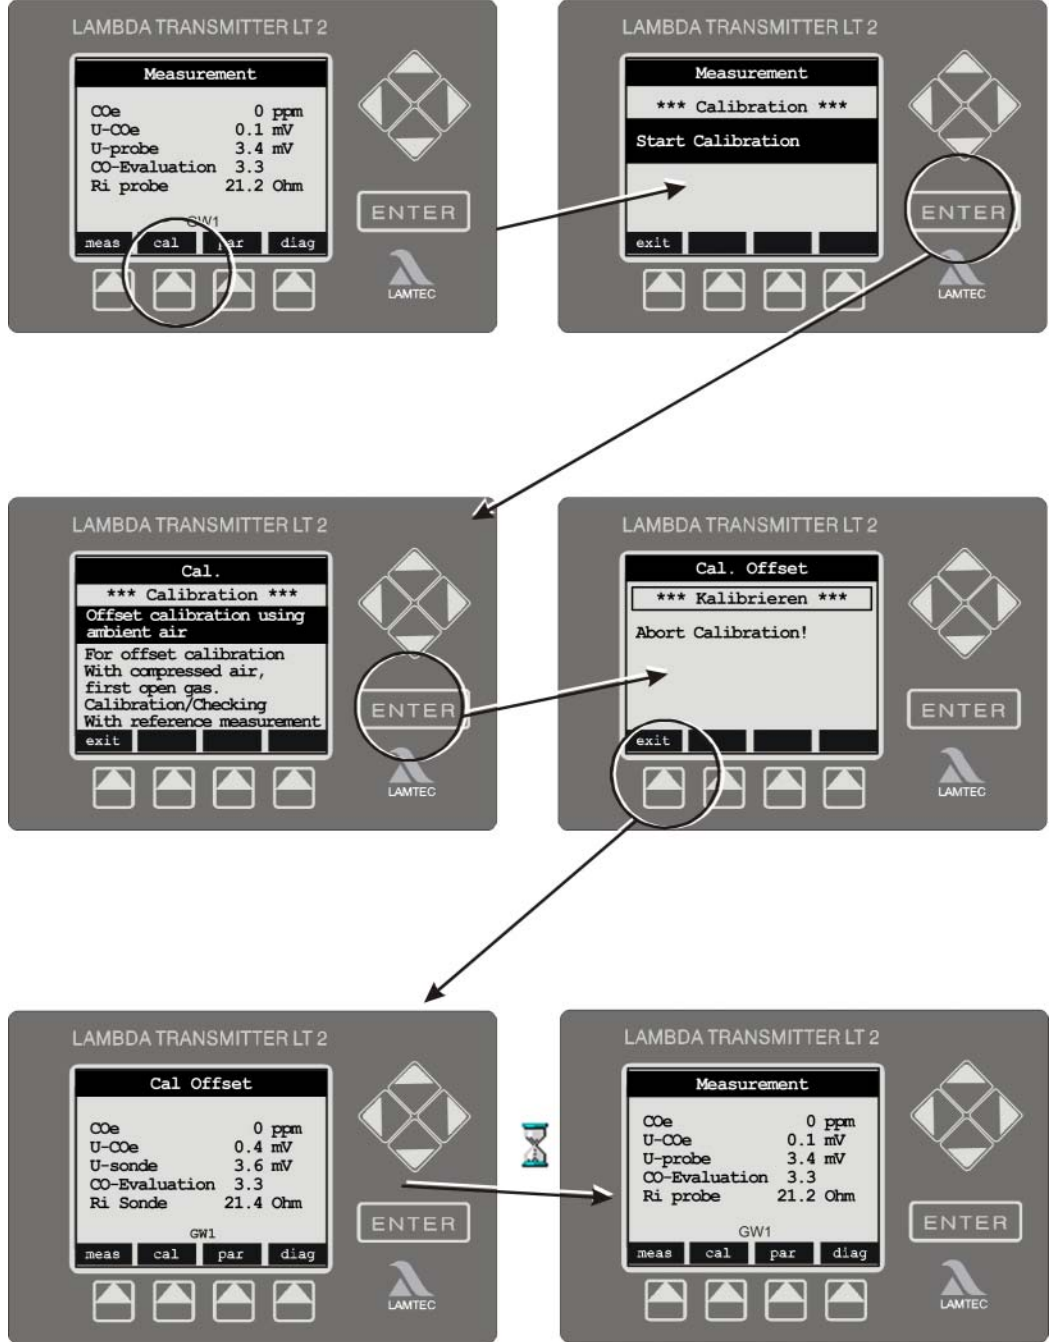 LAMBDA TRANSMITTER LT 2
Measurement
COe 0 ppm
U-COe 0.1 mV
U-probe 3.4 mV
CO-Evaluation 3.3
Ri probe 21.2 Ohm
GW1
meas cal par diag
ENTER
LAMTEC
LAMBDA TRANSMITTER LT 2
Measurement
*** Calibration ***
Start Calibration
exit
ENTER
LAMTEC
LAMBDA TRANSMITTER LT 2
Cal.
*** Calibration ***
Offset calibration using
ambient air
For offset calibration
With compressed air,
first open gas.
Calibration/Checking
With reference measurement
exit
ENTER
LAMTEC
LAMBDA TRANSMITTER LT 2
Cal. Offset
*** Kalibrieren ***
Abort Calibration!
exit
ENTER
LAMTEC
LAMBDA TRANSMITTER LT 2
Cal Offset
COe 0 ppm
U-COe 0.4 mV
U-sonde 3.6 mV
CO-Evaluation 3.3
Ri Sonde 21.4 Ohm
GW1
meas cal par diag
ENTER
LAMTEC
LAMBDA TRANSMITTER LT 2
Measurement
COe 0 ppm
U-COe 0.1 mV
U-probe 3.4 mV
CO-Evaluation 3.3
Ri probe 21.2 Ohm
GW1
meas cal par diag
ENTER
LAMTEC